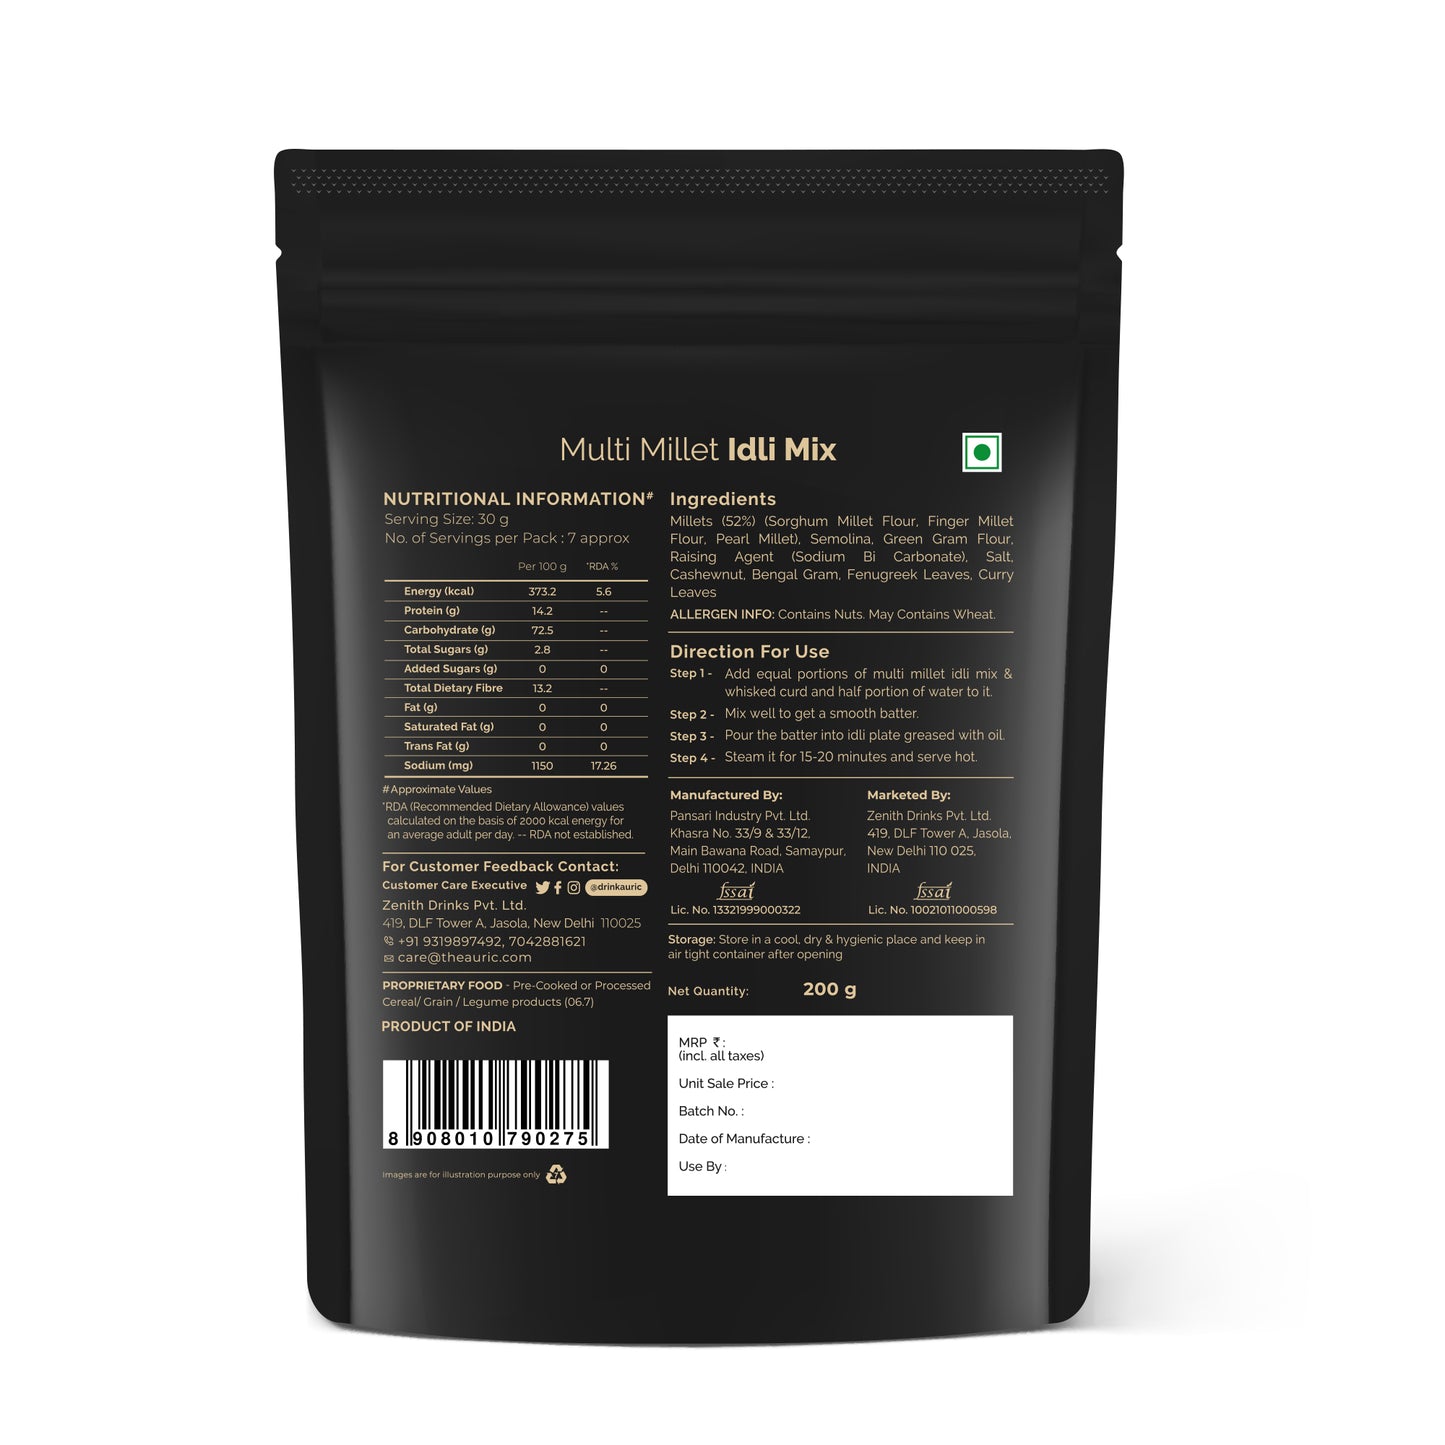 Multi Millet Idli Mix
NUTRITIONAL INFORMATION#
Serving Size: 30 g
No. of Servings per Pack : 7 approx
Per 100 g *RDA %
Energy (kcal) 373.2 5.6
Protein (g) 14.2 --
Carbohydrate (g) 72.5 --
Total Sugars (g) 2.8 --
Added Sugars (g) 0 0
Total Dietary Fibre 13.2 --
Fat (g) 0 0
Saturated Fat (g) 0 0
Trans Fat (g) 0 0
Sodium (mg) 1150 17.26
#Approximate Values
*RDA (Recommended Dietary Allowance) values
calculated on the basis of 2000 kcal energy for
an average adult per day. -- RDA not established.
For Customer Feedback Contact:
Customer Care Executive @drinkauric
Zenith Drinks Pvt. Ltd.
419, DLF Tower A, Jasola, New Delhi 110025
+91 9319897492, 7042881621
care@theauric.com
PROPRIETARY FOOD - Pre-Cooked or Processed
Cereal/ Grain / Legume products (06.7)
PRODUCT OF INDIA
8 908010 790275
Images are for illustration purpose only 7
Ingredients
Millets (52%) (Sorghum Millet Flour, Finger Millet
Flour, Pearl Millet), Semolina, Green Gram Flour,
Raising Agent (Sodium Bi Carbonate), Salt,
Cashewnut, Bengal Gram, Fenugreek Leaves, Curry
Leaves
ALLERGEN INFO: Contains Nuts. May Contains Wheat.
Direction For Use
Step 1 - Add equal portions of multi millet idli mix &
whisked curd and half portion of water to it.
Step 2 - Mix well to get a smooth batter.
Step 3 - Pour the batter into idli plate greased with oil.
Step 4 - Steam it for 15-20 minutes and serve hot.
Manufactured By:
Pansari Industry Pvt. Ltd.
Khasra No. 33/9 & 33/12,
Main Bawana Road, Samaypur,
Delhi 110042, INDIA
fssai
Lic. No. 13321999000322
Marketed By:
Zenith Drinks Pvt. Ltd.
419, DLF Tower A, Jasola,
New Delhi 110 025,
INDIA
fssai
Lic. No. 10021011000598
Storage: Store in a cool, dry & hygienic place and keep in
air tight container after opening
Net Quantity: 200 g
MRP ₹ :
(incl. all taxes)
Unit Sale Price :
Batch No. :
Date of Manufacture :
Use By :